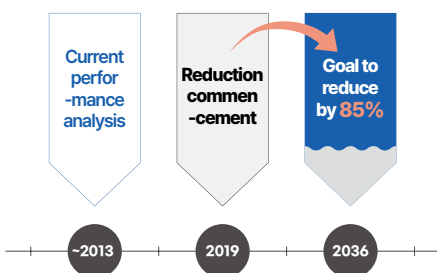 Current
perfor
-mance
analysis
Reduction
commen
-cement
Goal to
reduce
by 85%
~2013
2019
2036